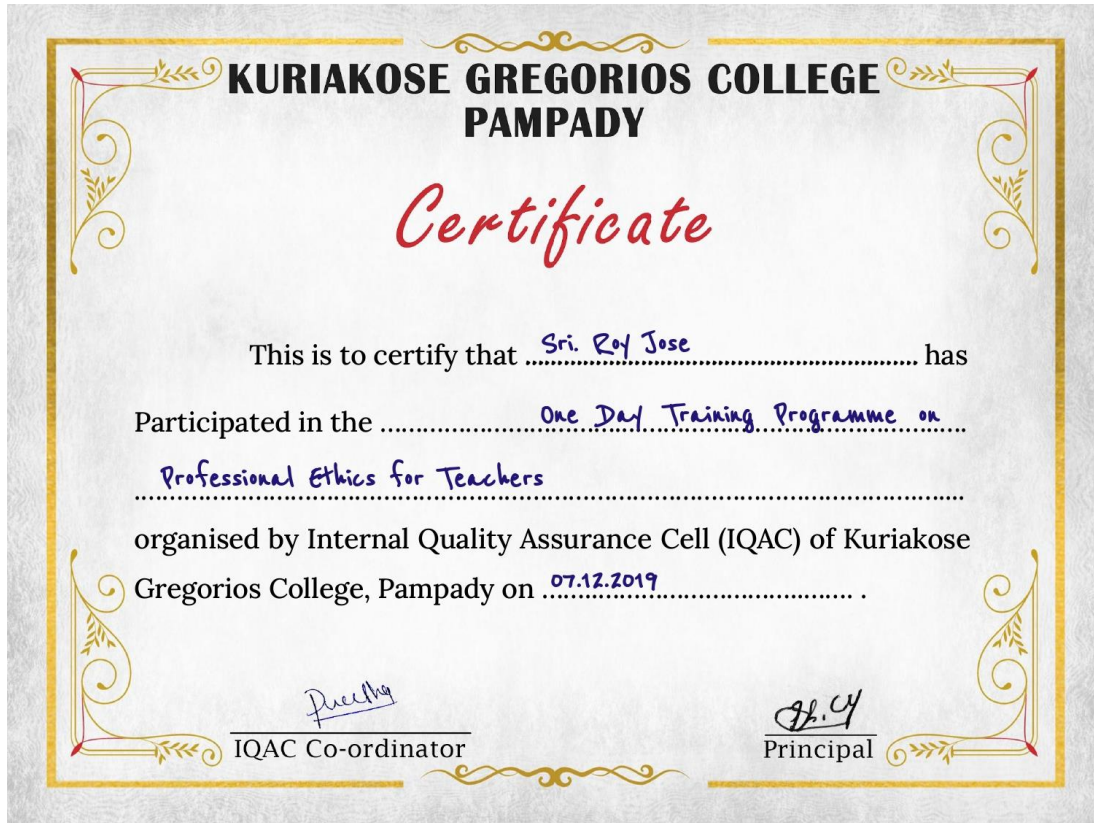 KURIAKOSE GREGORIOS COLLEGE
PAMPADY
Certificate
This is to certify that Sri. Roy Jose has
Participated in the One Day Training Programme on
Professional Ethics for Teachers
organised by Internal Quality Assurance Cell (IQAC) of Kuriakose
Gregorios College, Pampady on 07.12.2019 .
IQAC Co-ordinator
Principal